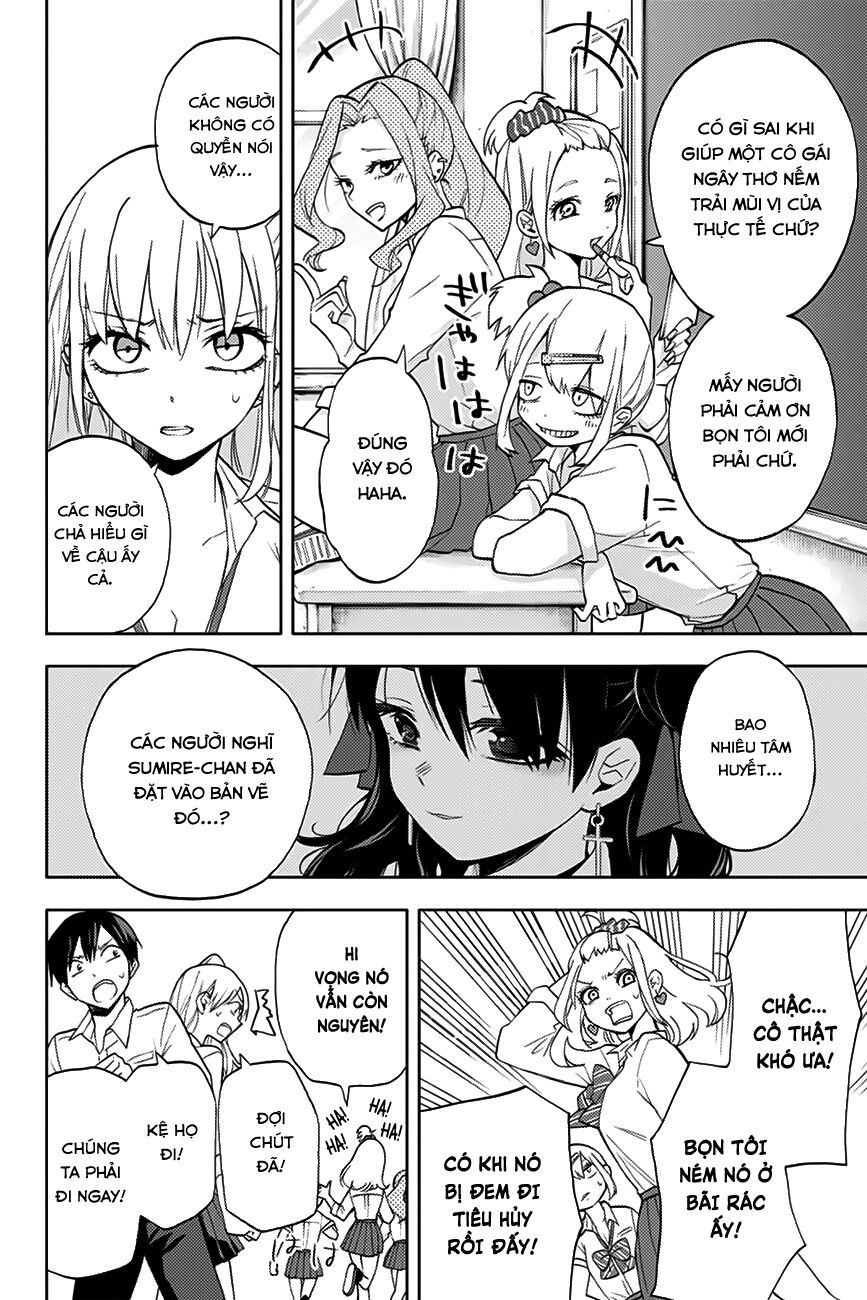 CÓ GÌ SAI KHI
GIÚP MỘT CÔ GÁI
NGÂY THƠ NẾM
TRẢI MÙI VỊ CỦA
THỰC TẾ CHỨ?
MẤY NGƯỜI
PHẢI CẢM ƠN
BỌN TÔI MỚI
PHẢI CHỨ.
ぎゃはははは
ĐÚNG
VẬY ĐÓ
HAHA.
CÁC NGƯỜI
KHÔNG CÓ
QUYỀN NÓI
VẬY...
CÁC NGƯỜI
CHẢ HIỂU GÌ
VỀ CẬU ẤY
CẢ.
BAO
NHIÊU TÂM
HUYẾT...
CÁC NGƯỜI NGHĨ
SUMIRE-CHAN ĐÃ
ĐẶT VÀO BẢN VẼ
ĐÓ...?
CHẬC...
CÔ THẬT
KHÓ ƯA!
BỌN TÔI
NÉM NÓ Ở
BÃI RÁC
ẤY!
CÓ KHI NÓ
BỊ ĐEM ĐI
TIÊU HỦY
RỒI ĐẤY!
HI
VỌNG NÓ
VẪN CÒN
NGUYÊN!
HA!
HA!
HA!
HA!
ĐỢI
CHÚT
ĐÃ!
KỆ HỌ
ĐI!
CHÚNG
TA PHẢI
ĐI NGAY!